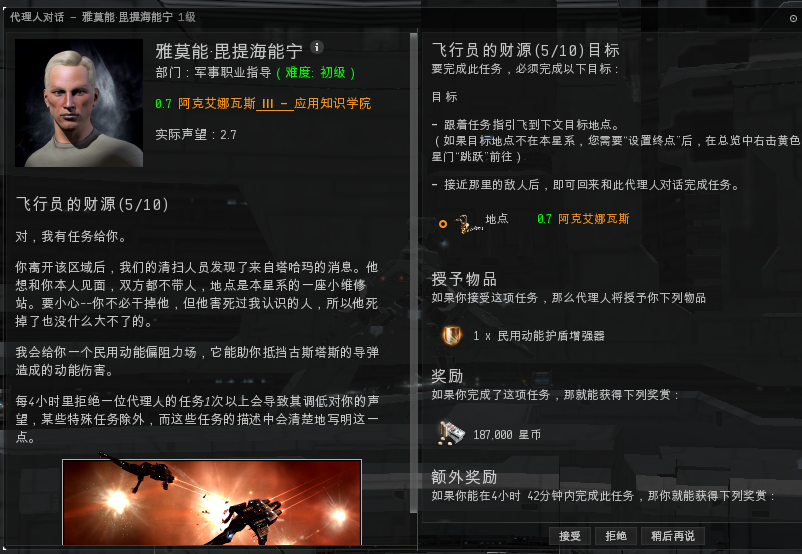 代理人对话 - 雅莫能·毘提海能宁 1级
雅莫能·毘提海能宁
部门：军事职业指导（难度: 初级）
0.7 阿克艾娜瓦斯 III - 应用知识学院
实际声望：2.7
飞行员的财源(5/10)
对，我有任务给你。
你离开该区域后，我们的清扫人员发现了来自塔哈玛的消息。他
想和你本人见面，双方都不带人，地点是本星系的一座小维修
站。要小心--你不必干掉他，但他害死过我认识的人，所以他死
掉了也没什么大不了的。
我会给你一个民用动能偏阻力场，它能助你抵挡古斯塔斯的导弹
造成的动能伤害。
每4小时里拒绝一位代理人的任务1次以上会导致其调低对你的声
望，某些特殊任务除外，而这些任务的描述中会清楚地写明这一
点。
飞行员的财源(5/10)目标
要完成此任务，必须完成以下目标：
目标
- 跟着任务指引飞到下文目标地点。
（如果目标地点不在本星系，您需要“设置终点”后，在总览中右击黄色
星门“跳跃”前往）
- 接近那里的敌人后，即可回来和此代理人对话完成任务。
地点 0.7 阿克艾娜瓦斯
授予物品
如果你接受这项任务，那么代理人将授予你下列物品
1 x 民用动能护盾增强器
奖励
如果你完成了这项任务，那就能获得下列奖赏：
187,000 星币
额外奖励
如果你能在4小时 42分钟内完成此任务，那你就能获得下列奖赏：
接受 拒绝 稍后再说